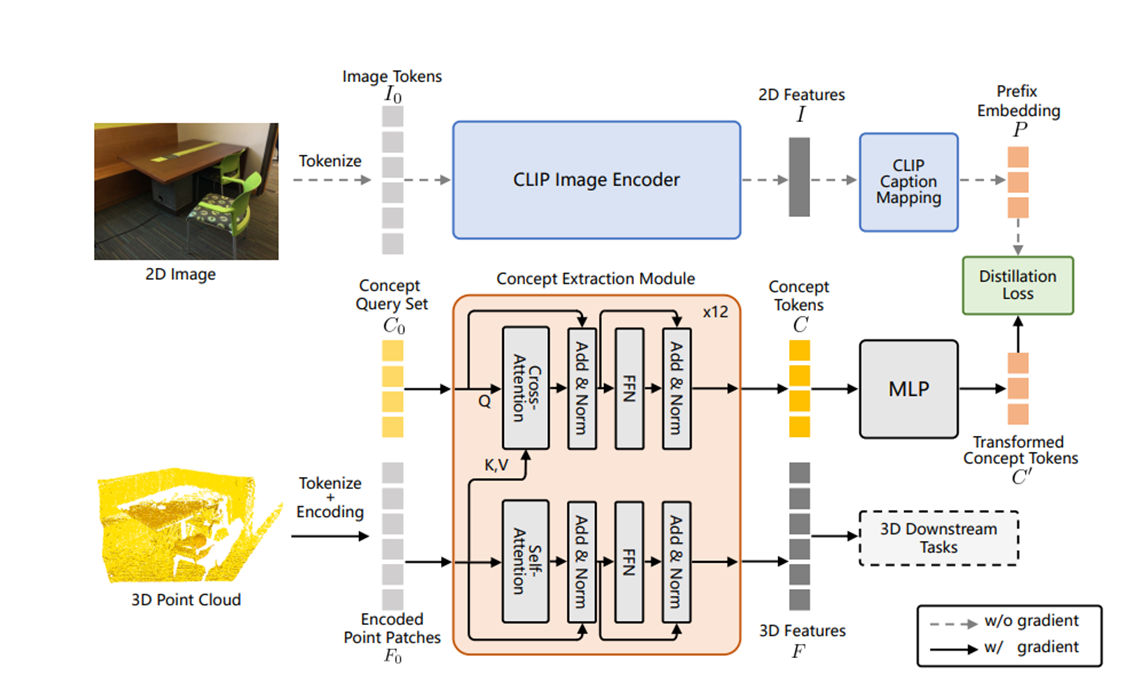 Image Tokens
I₀
2D Features
I
Prefix
Embedding
P
Tokenize
CLIP Image Encoder
CLIP
Caption
Mapping
2D Image
Distillation
Loss
Concept
Query Set
C₀
Concept Extraction Module
x12
Cross-
Attention
Add & Norm
FFN
Add & Norm
Q
K,V
Concept
Tokens
C
MLP
Transformed
Concept Tokens
C′
Tokenize
+
Encoding
3D Point Cloud
Encoded
Point Patches
F₀
Self-
Attention
Add & Norm
FFN
Add & Norm
3D Features
F
3D Downstream
Tasks
w/o gradient
w/ gradient